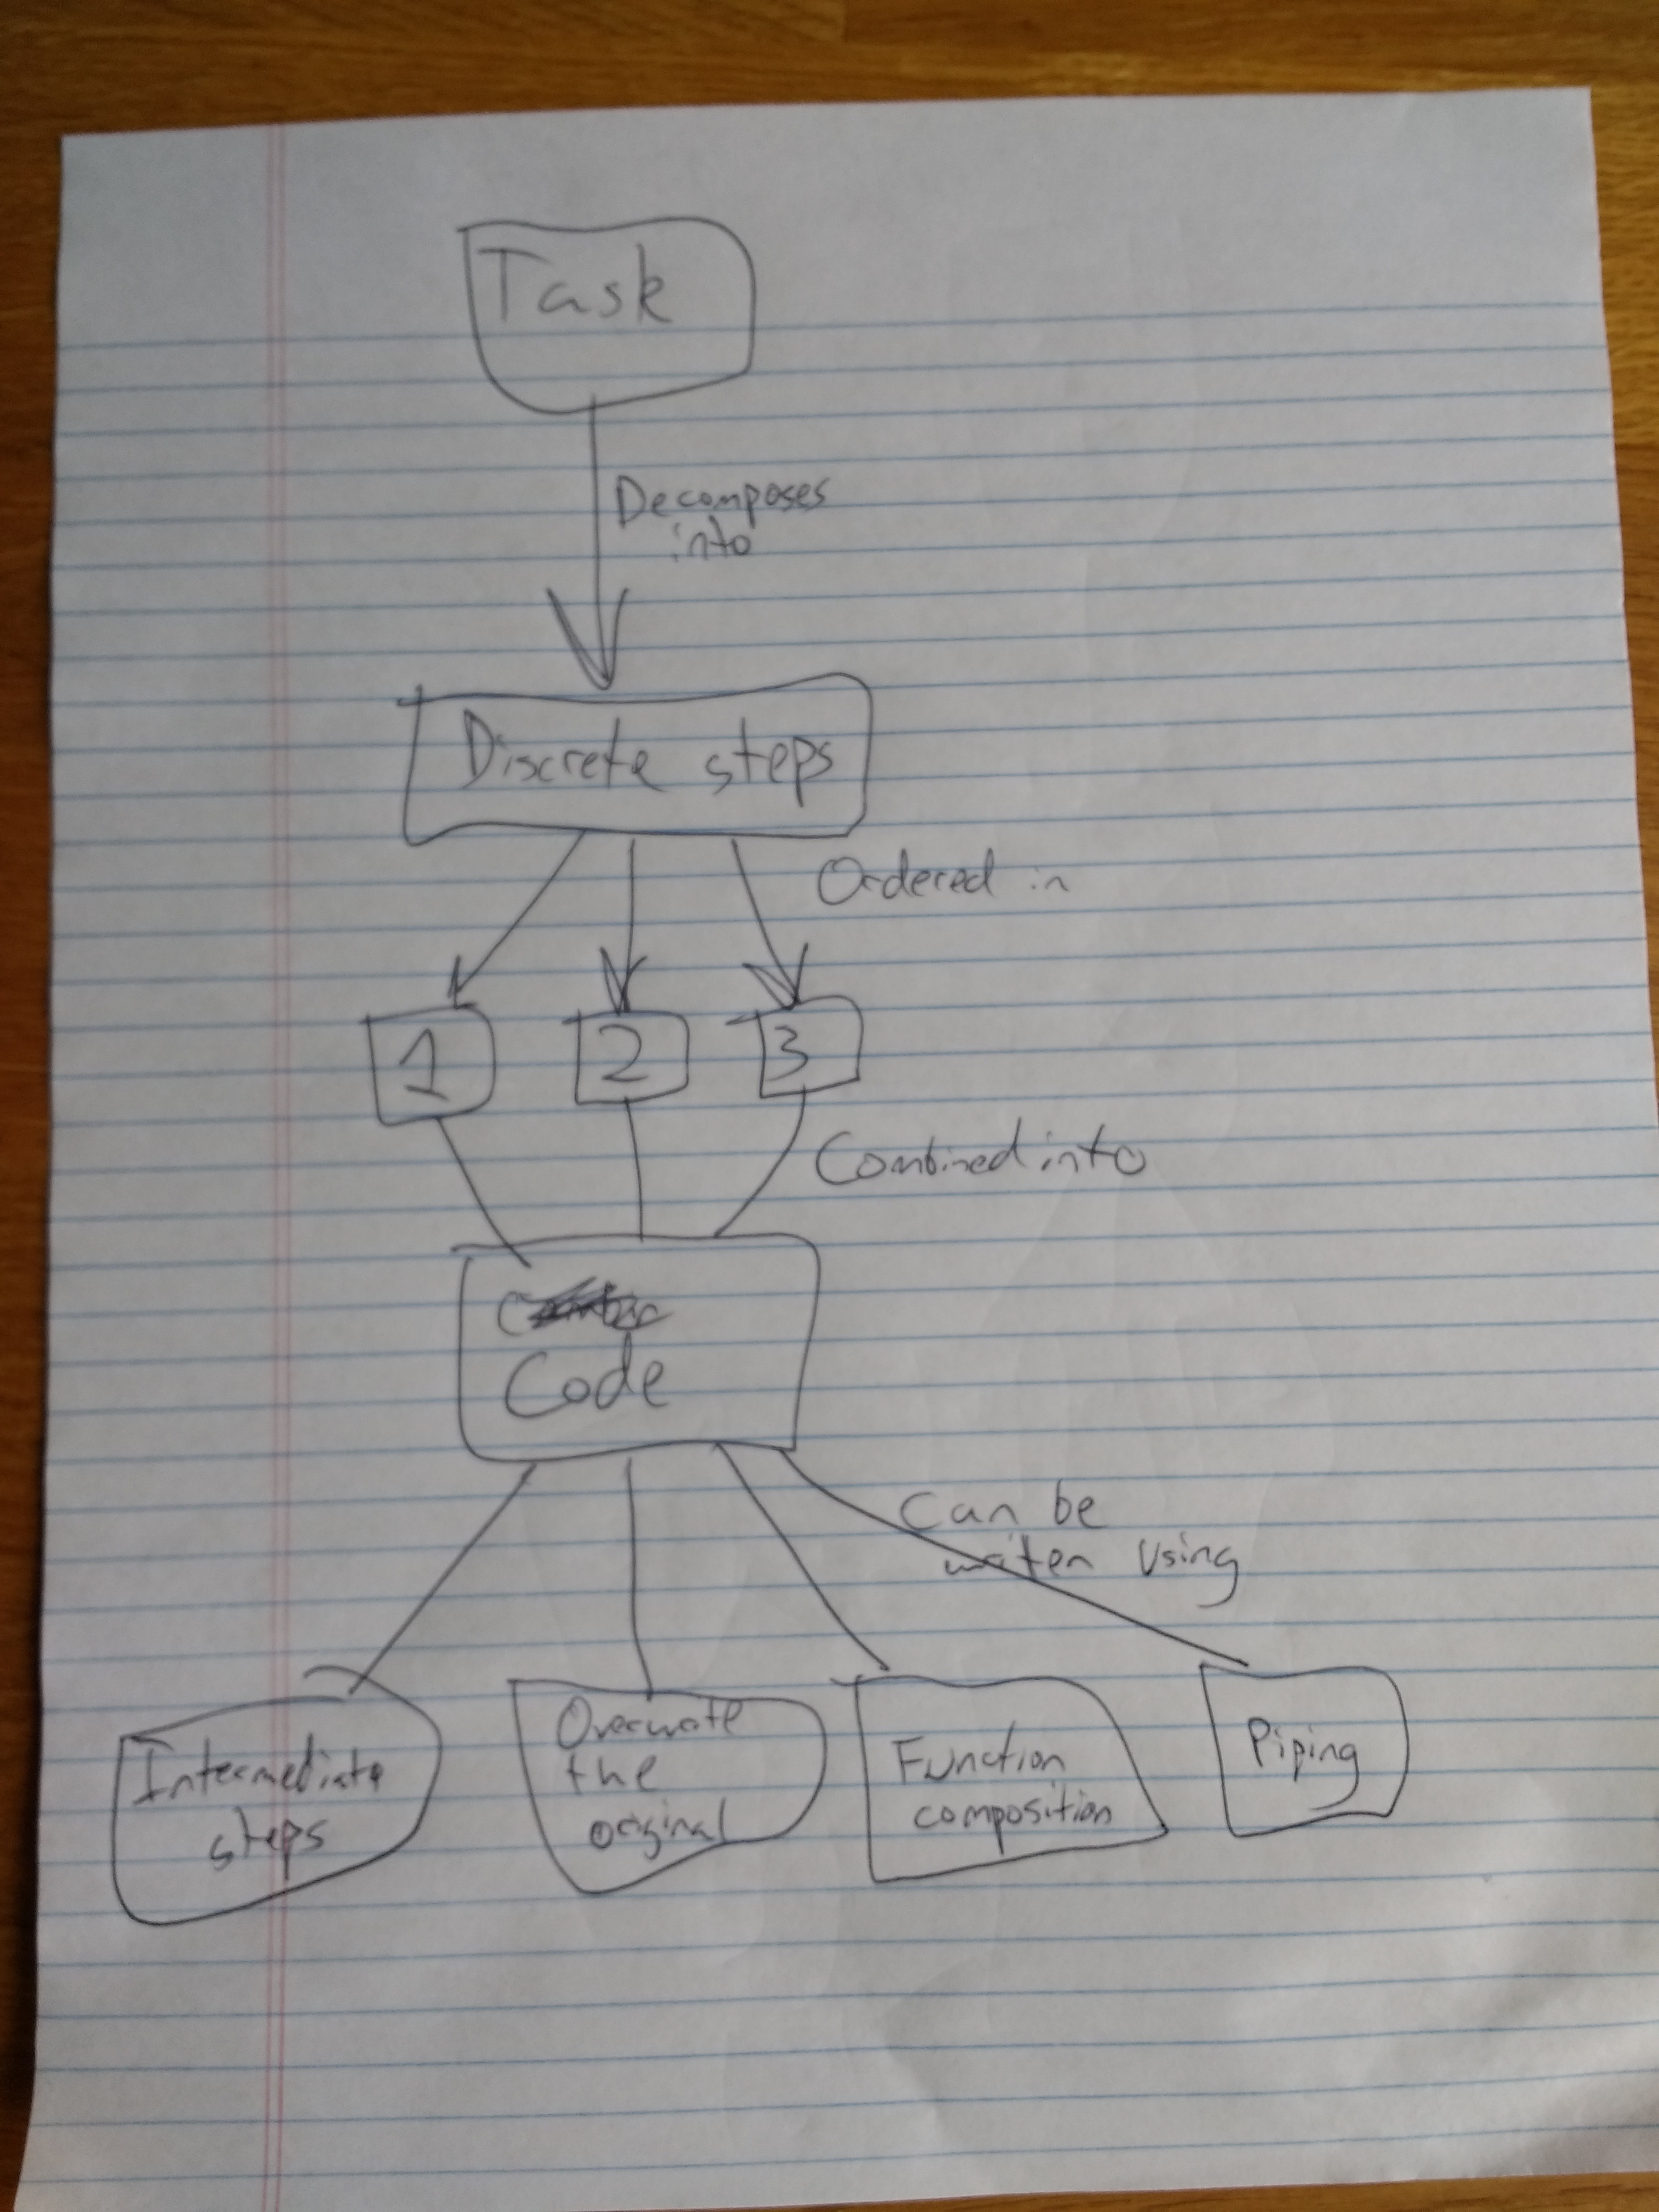 Task
Decomposes
into
Discrete steps
Ordered in
1 2 3
Combined into
Code
Can be
writen Using
Intermediate
steps
Overwrite
the
original
Function
composition
Piping